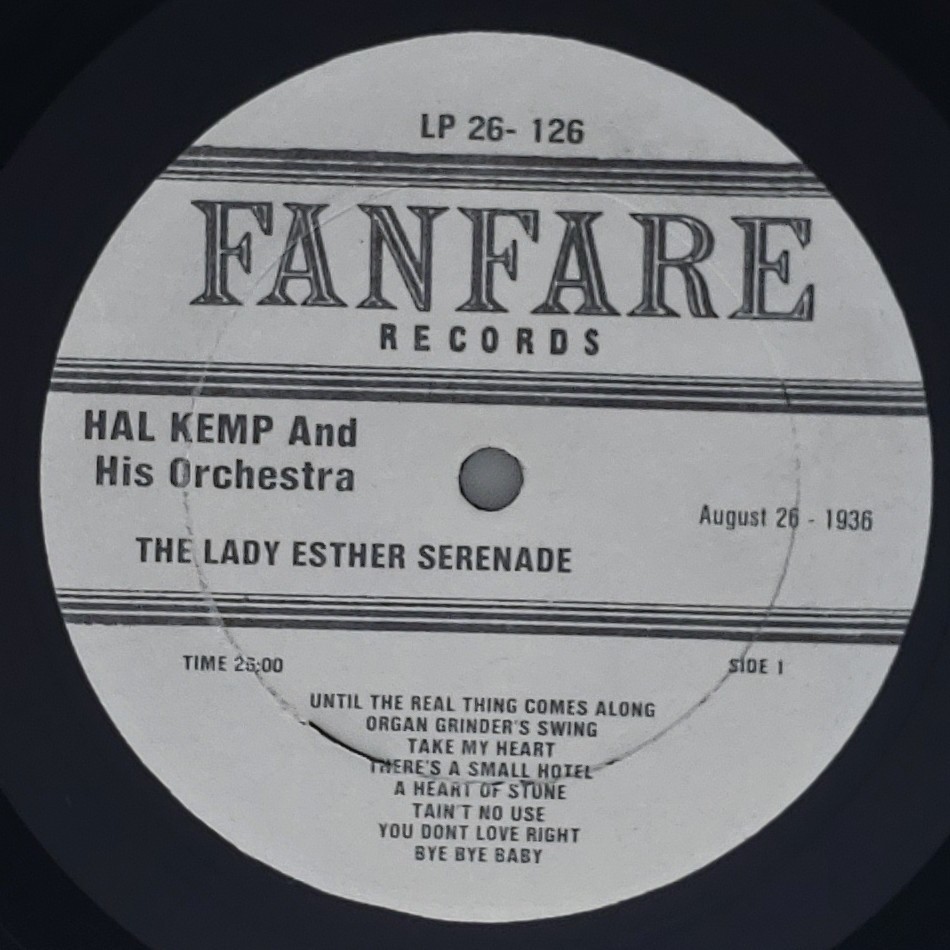 LP 26- 126
FANFARE
RECORDS
HAL KEMP And
His Orchestra
August 26 - 1936
THE LADY ESTHER SERENADE
TIME 26:00
SIDE 1
UNTIL THE REAL THING COMES ALONG
ORGAN GRINDER'S SWING
TAKE MY HEART
THERE'S A SMALL HOTEL
A HEART OF STONE
TAIN'T NO USE
YOU DONT LOVE RIGHT
BYE BYE BABY